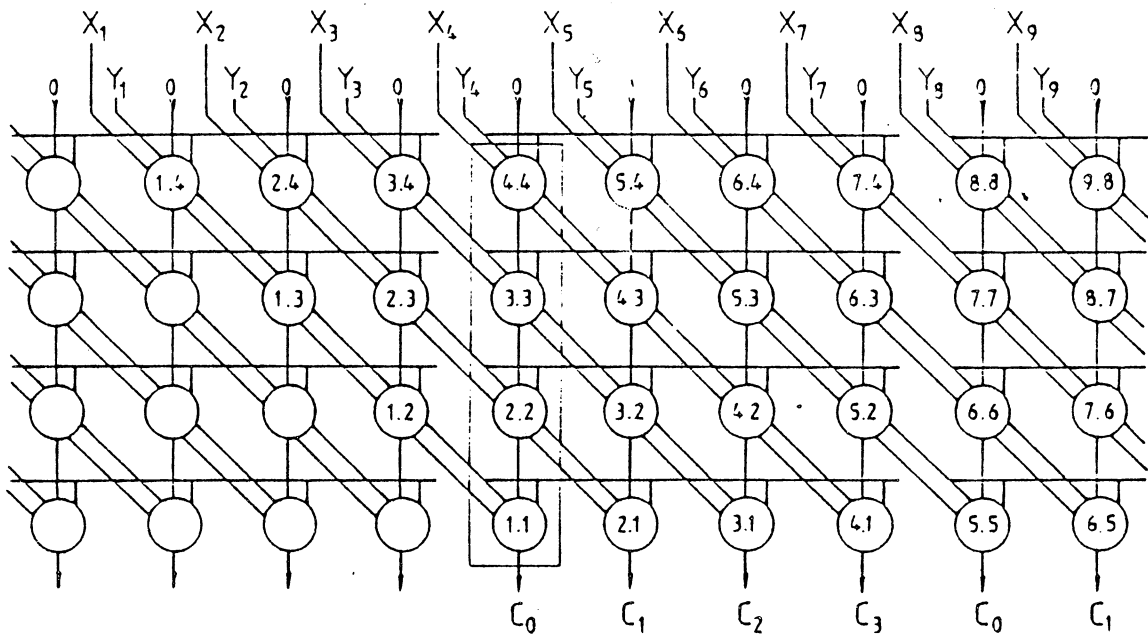 X₁ X₂ X₃ X₄ X₅ X₆ X₇ X₈ X₉
0 Y₁ 0 Y₂ 0 Y₃ 0 Y₄ 0 Y₅ Y₆ 0 Y₇ 0 Y₈ 0 Y₉ 0
1.4 2.4 3.4 4.4 5.4 6.4 7.4 8.8 9.8
1.3 2.3 3.3 4.3 5.3 6.3 7.7 8.7
1.2 2.2 3.2 4.2 5.2 6.6 7.6
1.1 2.1 3.1 4.1 5.5 6.5
C₀ C₁ C₂ C₃ C₀ C₁